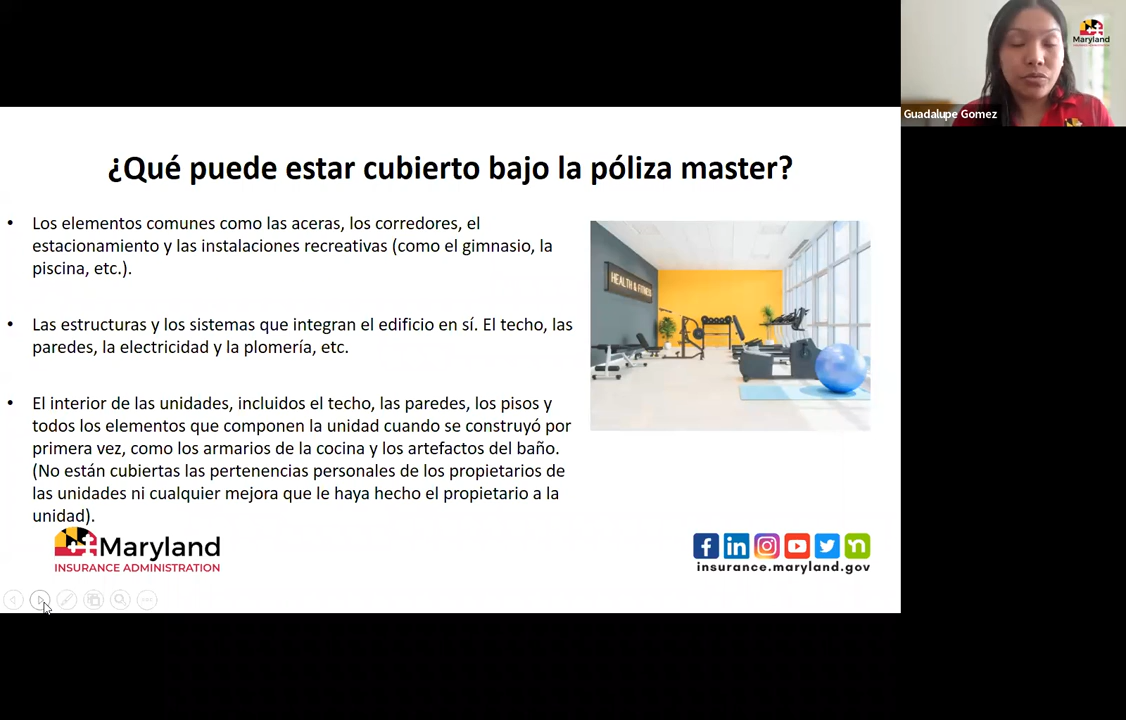 ¿Qué puede estar cubierto bajo la póliza master?
• Los elementos comunes como las aceras, los corredores, el
estacionamiento y las instalaciones recreativas (como el gimnasio, la
piscina, etc.).
• Las estructuras y los sistemas que integran el edificio en sí. El techo, las
paredes, la electricidad y la plomería, etc.
• El interior de las unidades, incluidos el techo, las paredes, los pisos y
todos los elementos que componen la unidad cuando se construyó por
primera vez, como los armarios de la cocina y los artefactos del baño.
(No están cubiertas las pertenencias personales de los propietarios de
las unidades ni cualquier mejora que le haya hecho el propietario a la
unidad).
HEALTH & FITNESS
Maryland
INSURANCE ADMINISTRATION
insurance.maryland.gov
Maryland
INSURANCE ADMINISTRATION
Guadalupe Gomez